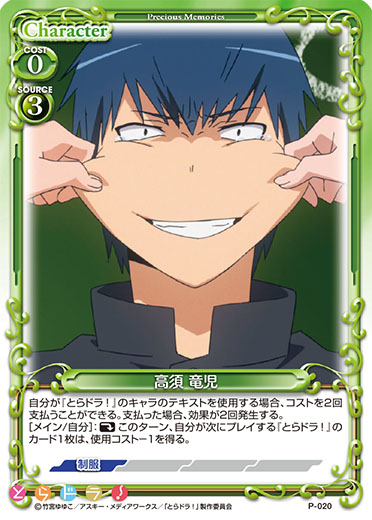 Precious Memories
Character
COST
0
SOURCE
3
高須 竜児
自分が『とらドラ！』のキャラのテキストを使用する場合、コストを2回
支払うことができる。支払った場合、効果が2回発生する。
[メイン/自分]： このターン、自分が次にプレイする『とらドラ！』の
カード1枚は、使用コスト－1を得る。
制服
とらドラ！
©竹宮ゆゆこ／アスキー・メディアワークス／「とらドラ！」製作委員会
P-020